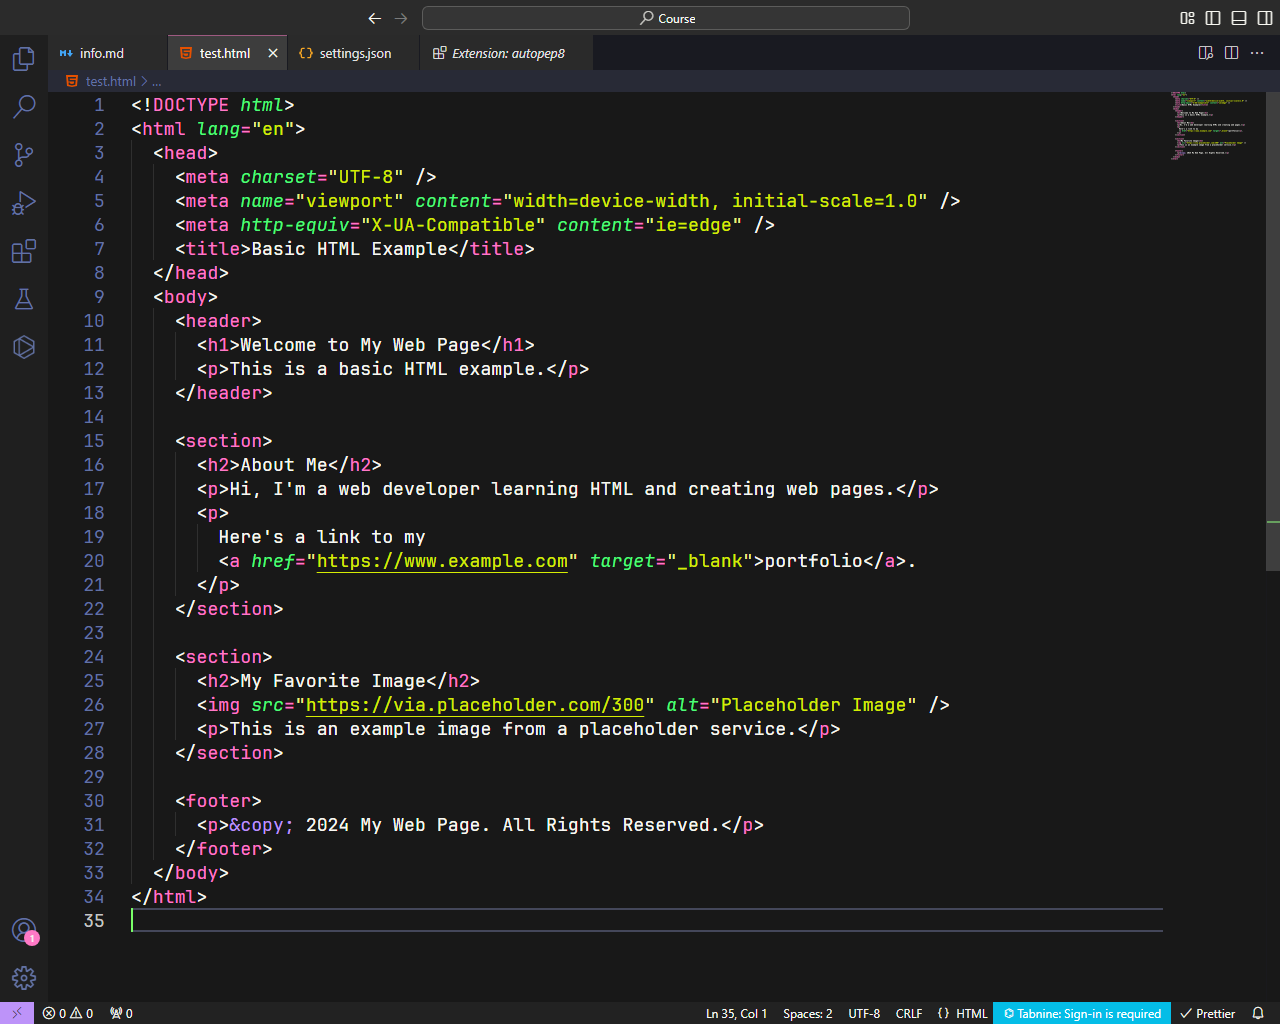 Course
info.md
test.html
settings.json
Extension: autopep8
test.html > ...
1 <!DOCTYPE html>
2 <html lang="en">
3 <head>
4 <meta charset="UTF-8" />
5 <meta name="viewport" content="width=device-width, initial-scale=1.0" />
6 <meta http-equiv="X-UA-Compatible" content="ie=edge" />
7 <title>Basic HTML Example</title>
8 </head>
9 <body>
10 <header>
11 <h1>Welcome to My Web Page</h1>
12 <p>This is a basic HTML example.</p>
13 </header>
14
15 <section>
16 <h2>About Me</h2>
17 <p>Hi, I'm a web developer learning HTML and creating web pages.</p>
18 <p>
19 Here's a link to my
20 <a href="https://www.example.com" target="_blank">portfolio</a>.
21 </p>
22 </section>
23
24 <section>
25 <h2>My Favorite Image</h2>
26 <img src="https://via.placeholder.com/300" alt="Placeholder Image" />
27 <p>This is an example image from a placeholder service.</p>
28 </section>
29
30 <footer>
31 <p>&copy; 2024 My Web Page. All Rights Reserved.</p>
32 </footer>
33 </body>
34 </html>
35
1
0 0 0 Ln 35, Col 1 Spaces: 2 UTF-8 CRLF {} HTML Tabnine: Sign-in is required Prettier